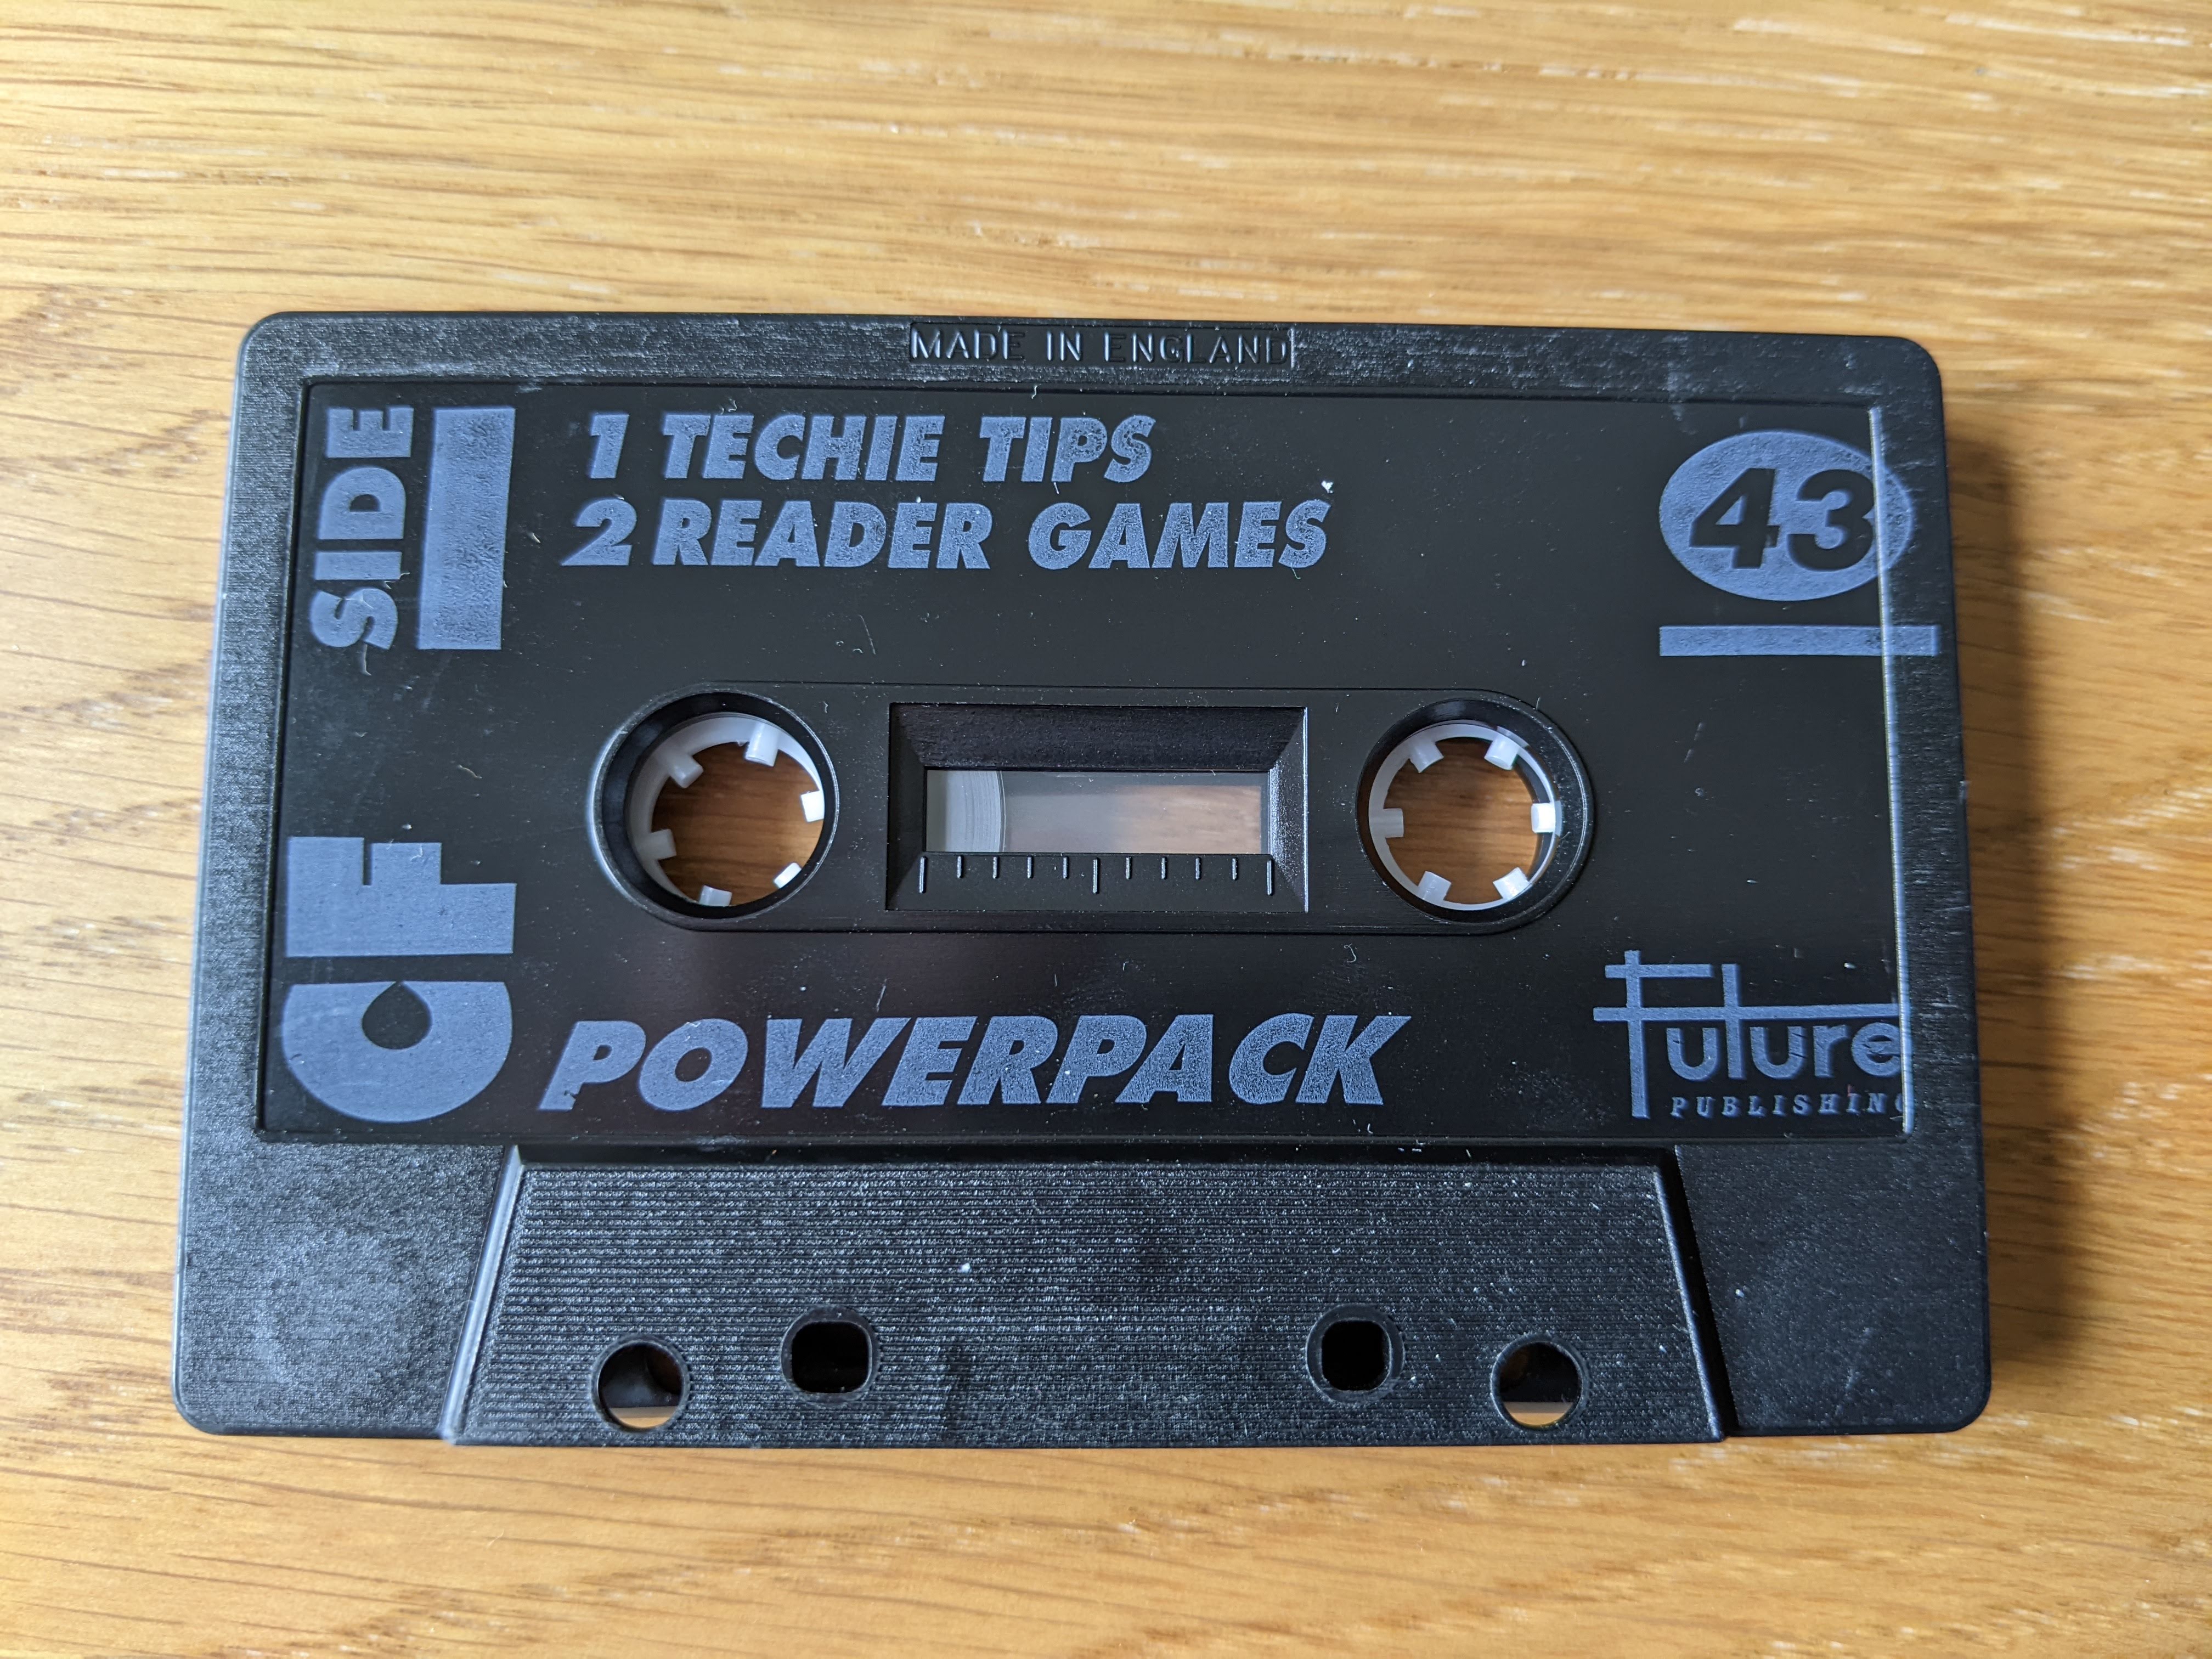 MADE IN ENGLAND
SIDE 1
1 TECHIE TIPS
2 READER GAMES
43
CF
POWERPACK
Future
PUBLISHING